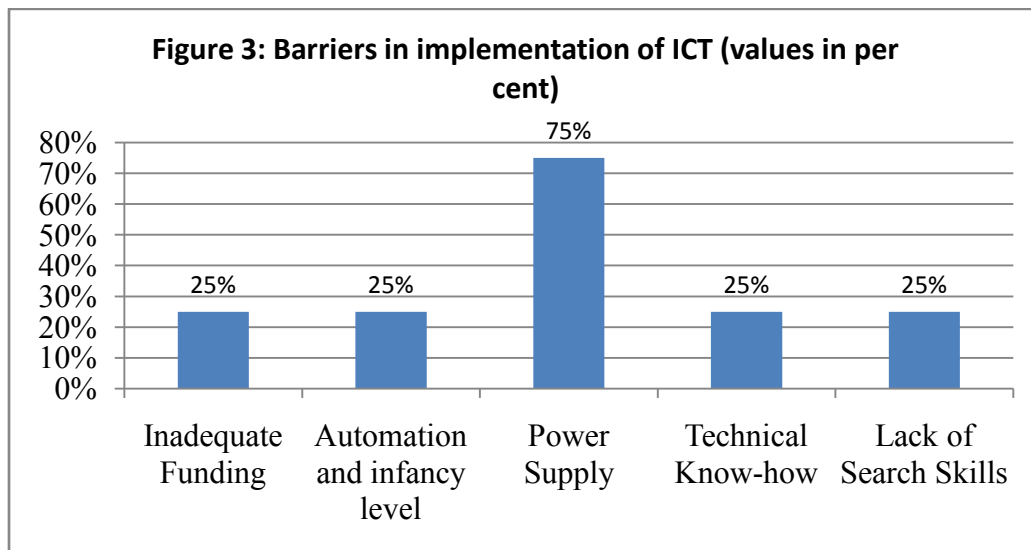 Figure 3: Barriers in implementation of ICT (values in per
cent)
80%
70%
60%
50%
40%
30%
20%
10%
0%
25%
25%
75%
25%
25%
Inadequate
Funding
Automation
and infancy
level
Power
Supply
Technical
Know-how
Lack of
Search Skills